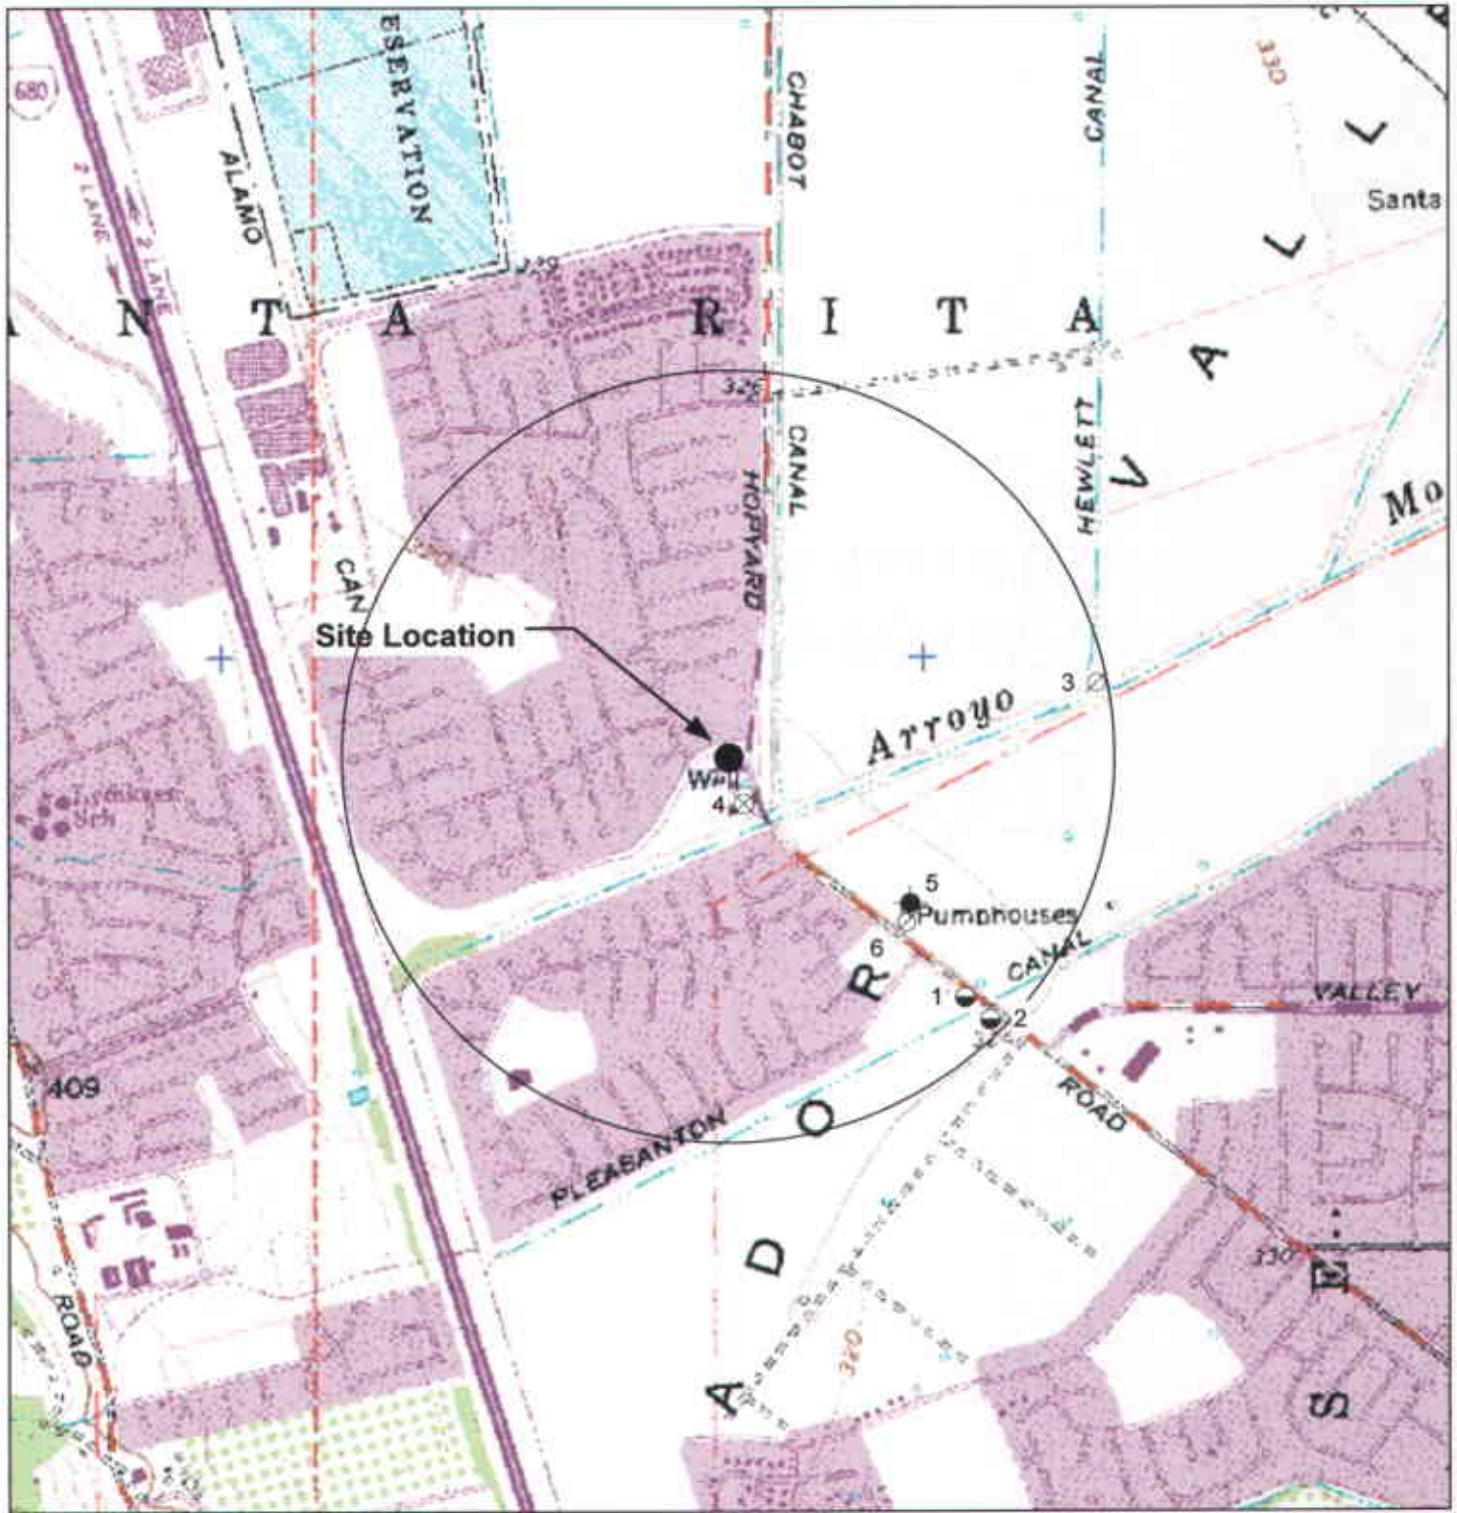 680
2 LANE
2 LANE
ALAMO
ESERVATION
CHABOT
CANAL
330
L
L
Santa
329
N T A R I T A
A
326
V
HEWLETT
CANAL
HOPYARD
Mo
CAN
Site Location
3
Arroyo
Well
4
5
Pumphouses
6
R
CANAL
1
2
VALLEY
409
O
ROAD
PLEASANTON
D
330
E
ROAD
320
A
S